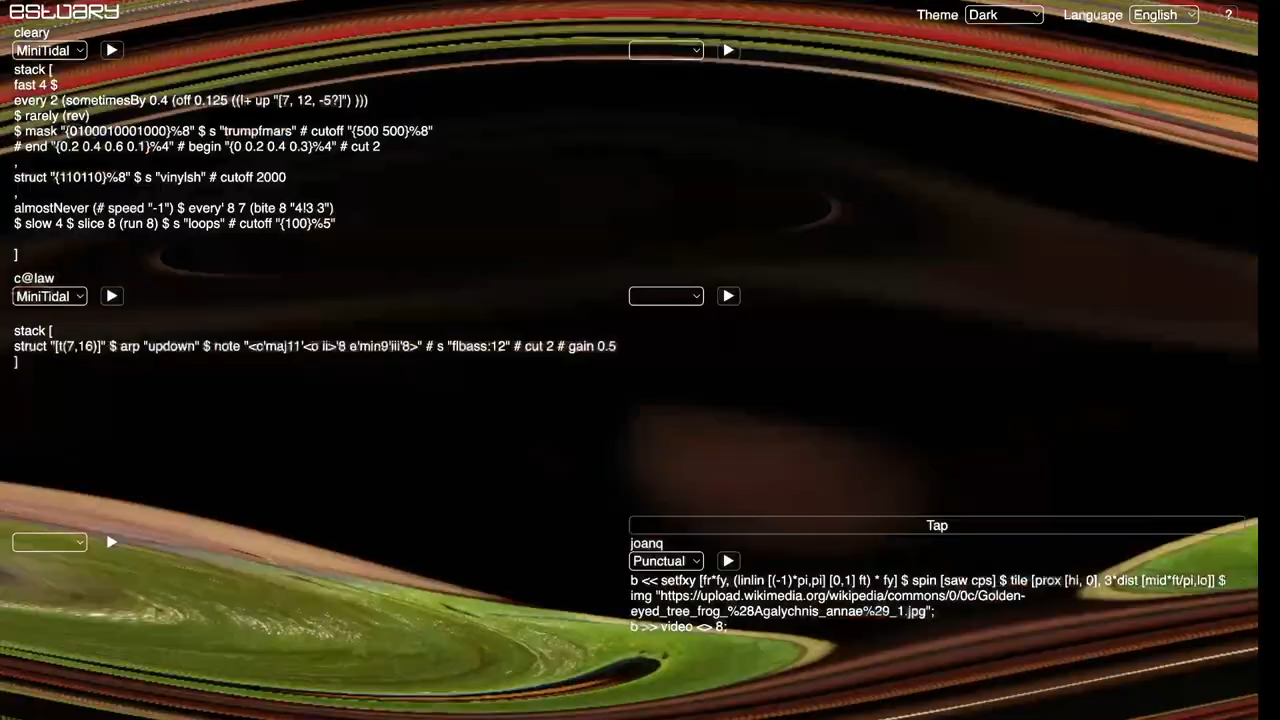 estuary
Theme Dark Language English ?
cleary
MiniTidal
stack [
fast 4 $
every 2 (sometimesBy 0.4 (off 0.125 ((|+ up "[7, 12, -5?]") )))
$ rarely (rev)
$ mask "{0100010001000}%8" $ s "trumpfmars" # cutoff "{500 500}%8"
# end "{0.2 0.4 0.6 0.1}%4" # begin "{0 0.2 0.4 0.3}%4" # cut 2
,
struct "{110110}%8" $ s "vinylsh" # cutoff 2000
,
almostNever (# speed "-1") $ every' 8 7 (bite 8 "4!3 3")
$ slow 4 $ slice 8 (run 8) $ s "loops" # cutoff "{100}%5"
]
c@law
MiniTidal
stack [
struct "[t(7,16)]" $ arp "updown" $ note "<c'maj11'<o ii>'8 e'min9'iii'8>" # s "flbass:12" # cut 2 # gain 0.5
]
Tap
joanq
Punctual
b << setfxy [fr*fy, (linlin [(-1)*pi,pi] [0,1] ft) * fy] $ spin [saw cps] $ tile [prox [hi, 0], 3*dist [mid*ft/pi,lo]] $
img "https://upload.wikimedia.org/wikipedia/commons/0/0c/Golden-
eyed_tree_frog_%28Agalychnis_annae%29_1.jpg";
b >> video <> 8;